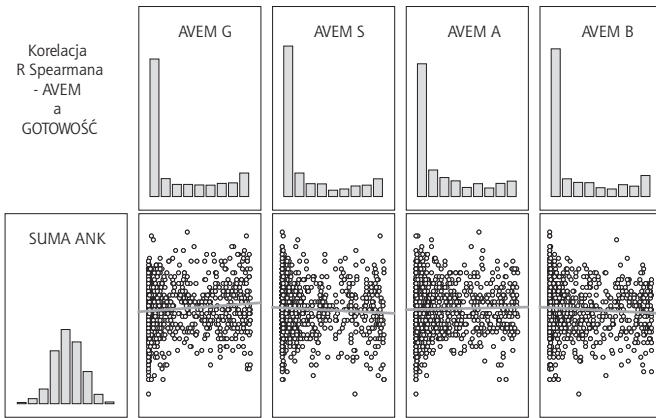 Korelacja
R Spearmana
- AVEM
a
GOTOWOŚĆ
AVEM G
AVEM S
AVEM A
AVEM B
SUMA ANK